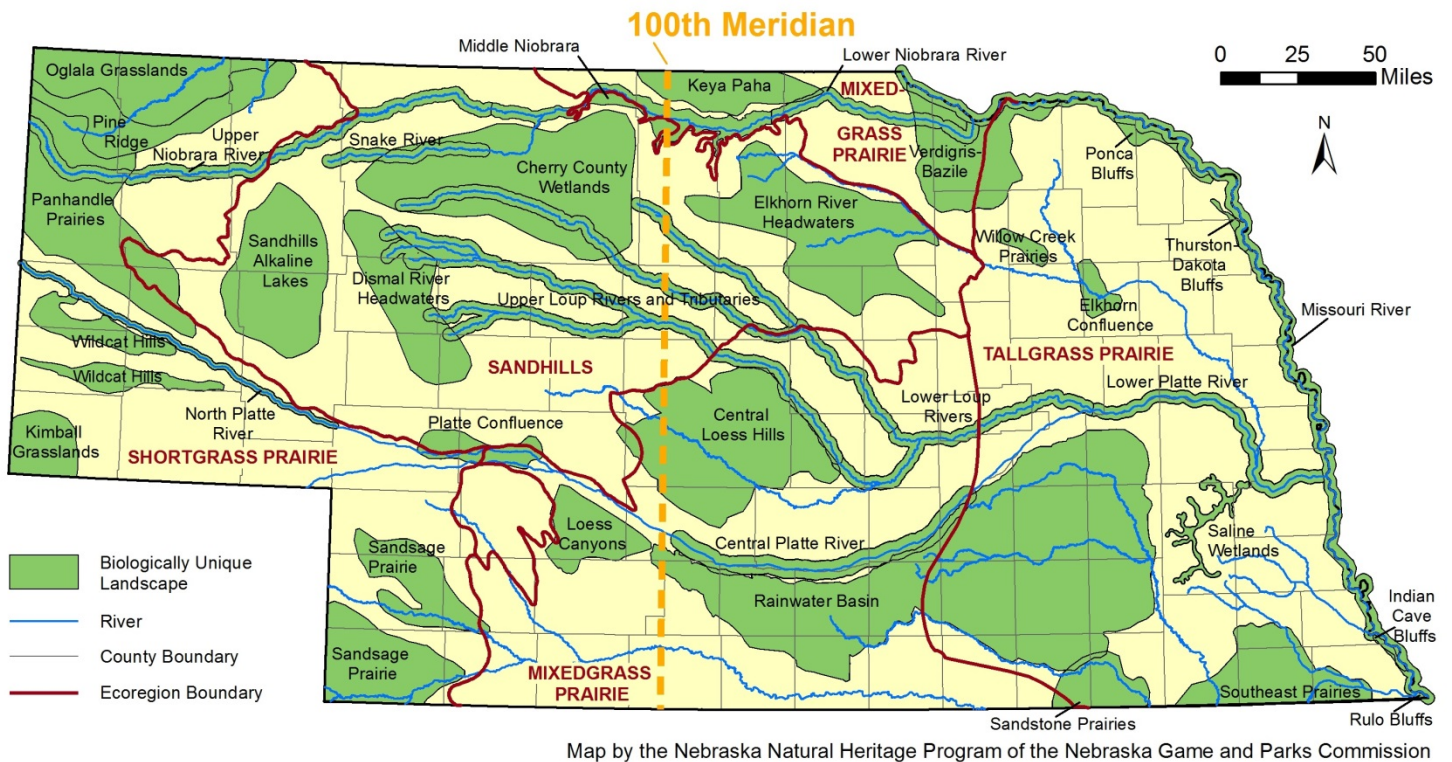 100th Meridian
Middle Niobrara
Lower Niobrara River
0 25 50
Miles
Oglala Grasslands
Keya Paha
MIXED-
GRASS
PRAIRIE
N
Pine
Ridge
Upper
Niobrara River
Snake River
Verdigris-
Bazile
Ponca
Bluffs
Cherry County
Wetlands
Panhandle
Prairies
Elkhorn River
Headwaters
Sandhills
Alkaline
Lakes
Willow Creek
Prairies
Thurston-
Dakota
Bluffs
Dismal River
Headwaters
Upper Loup Rivers and Tributaries
Elkhorn
Confluence
Missouri River
Wildcat Hills
Wildcat Hills
SANDHILLS
TALLGRASS PRAIRIE
Lower Platte River
North Platte
River
Platte Confluence
Central
Loess Hills
Lower Loup
Rivers
Kimball
Grasslands
SHORTGRASS PRAIRIE
Loess
Canyons
Saline
Wetlands
Sandsage
Prairie
Central Platte River
Rainwater Basin
Indian
Cave
Bluffs
Sandsage
Prairie
MIXEDGRASS
PRAIRIE
Southeast Prairies
Sandstone Prairies
Rulo Bluffs
Biologically Unique
Landscape
River
County Boundary
Ecoregion Boundary
Map by the Nebraska Natural Heritage Program of the Nebraska Game and Parks Commission